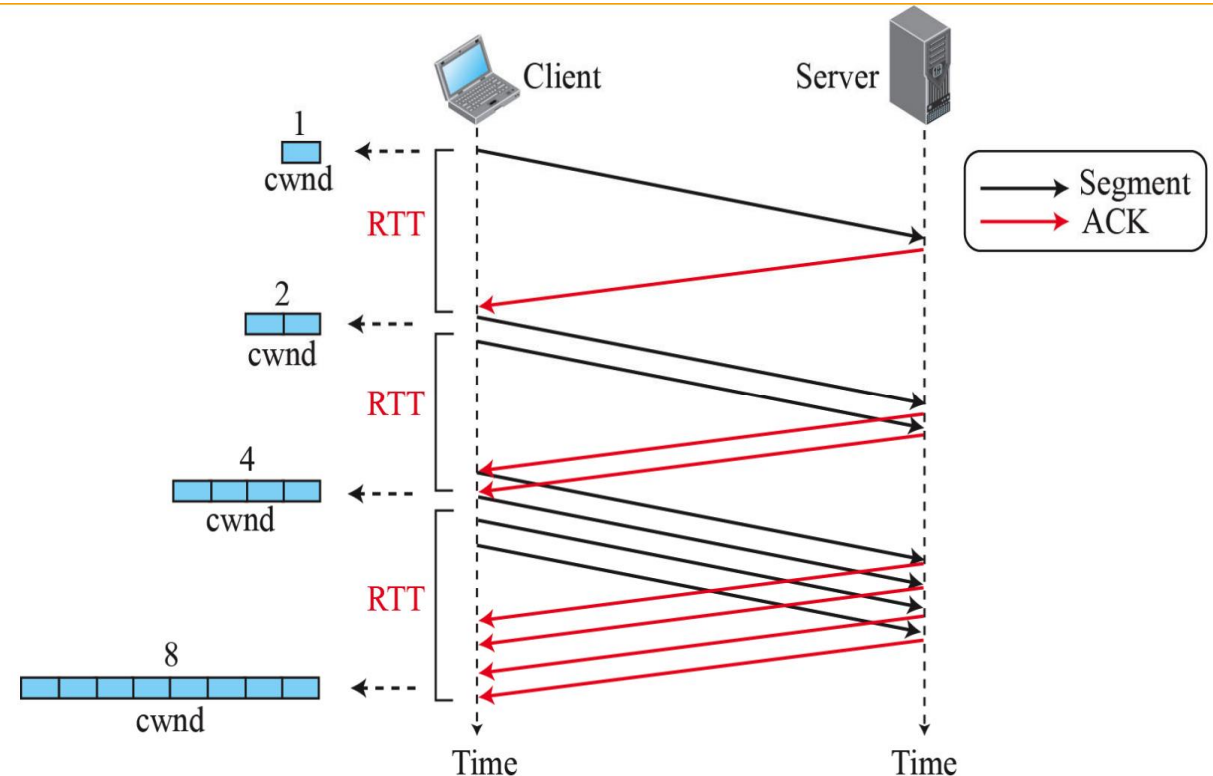 Client
Server
1
cwnd
Segment
ACK
RTT
2
cwnd
RTT
4
cwnd
RTT
8
cwnd
Time
Time